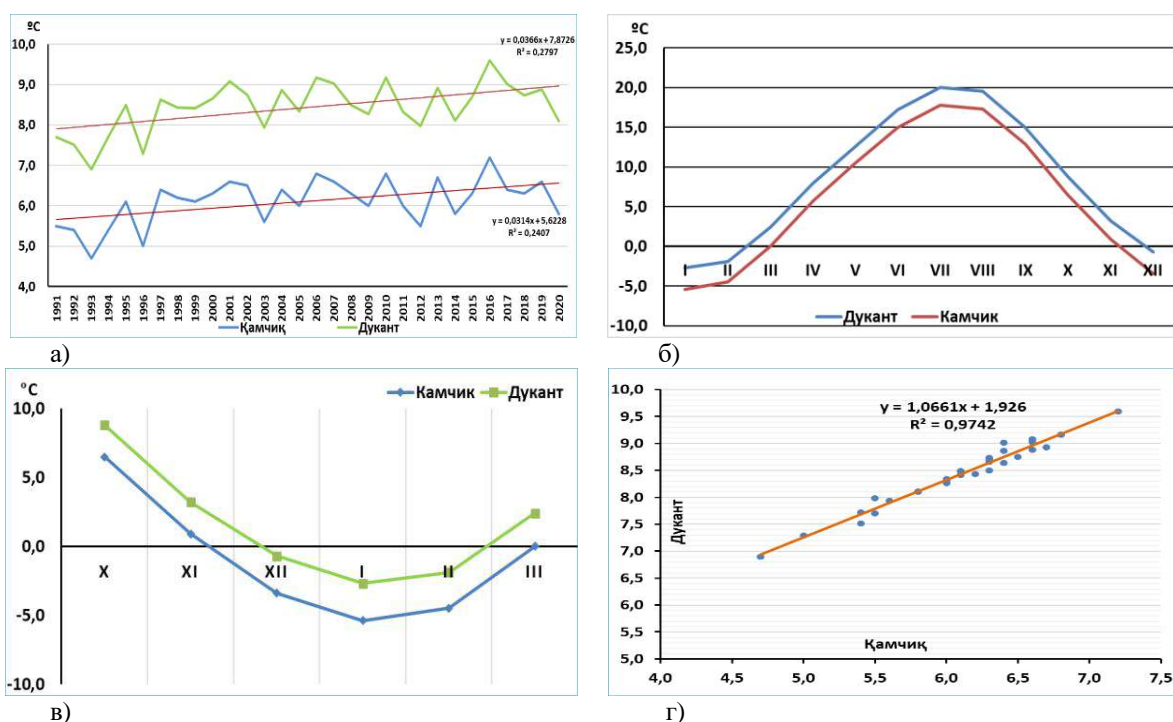 ºC
10,0
9,0
8,0
7,0
6,0
5,0
4,0
y = 0,0366x + 7,8726
R² = 0,2797
y = 0,0314x + 5,6228
R² = 0,2407
1991 1992 1993 1994 1995 1996 1997 1998 1999 2000 2001 2002 2003 2004 2005 2006 2007 2008 2009 2010 2011 2012 2013 2014 2015 2016 2017 2018 2019 2020
Қамчиқ Дукант
а)
ºC
25,0
20,0
15,0
10,0
5,0
0,0
-5,0
-10,0
I II III IV V VI VII VIII IX X XI XII
Дукант Камчик
б)
°C
Камчик Дукант
10,0
5,0
0,0
-5,0
-10,0
X XI XII I II III
в)
10,0
9,5
9,0
8,5
8,0
7,5
7,0
6,5
6,0
5,5
5,0
y = 1,0661x + 1,926
R² = 0,9742
Дукант
Қамчиқ
4,0 4,5 5,0 5,5 6,0 6,5 7,0 7,5
г)